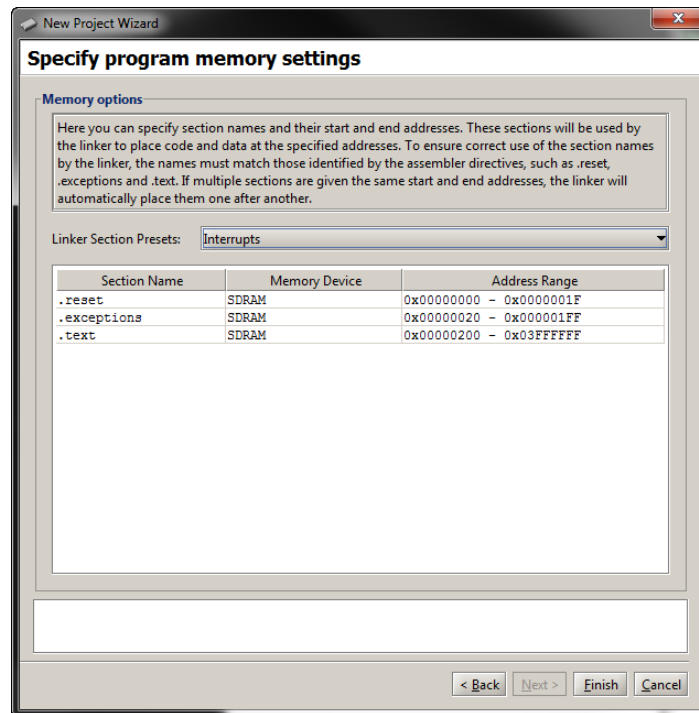 New Project Wizard
Specify program memory settings
Memory options
Here you can specify section names and their start and end addresses. These sections will be used by
the linker to place code and data at the specified addresses. To ensure correct use of the section names
by the linker, the names must match those identified by the assembler directives, such as .reset,
.exceptions and .text. If multiple sections are given the same start and end addresses, the linker will
automatically place them one after another.
Linker Section Presets: Interrupts
Section Name Memory Device Address Range
.reset SDRAM 0x00000000 - 0x0000001F
.exceptions SDRAM 0x00000020 - 0x000001FF
.text SDRAM 0x00000200 - 0x03FFFFFF
< Back Next > Finish Cancel